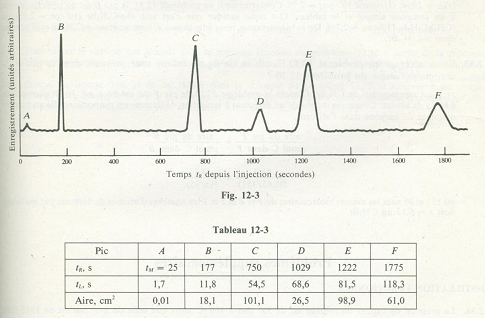 B
C
E
D
F
A
Enregistrement (unités arbitraires)
0 200 400 600 800 1000 1200 1400 1600 1800
Temps tR depuis l'injection (secondes)
Fig. 12-3
Tableau 12-3
Pic A B C D E F
tR, s tM = 25 177 750 1029 1222 1775
tL, s 1,7 11,8 54,5 68,6 81,5 118,3
Aire, cm² 0,01 18,1 101,1 26,5 98,9 61,0